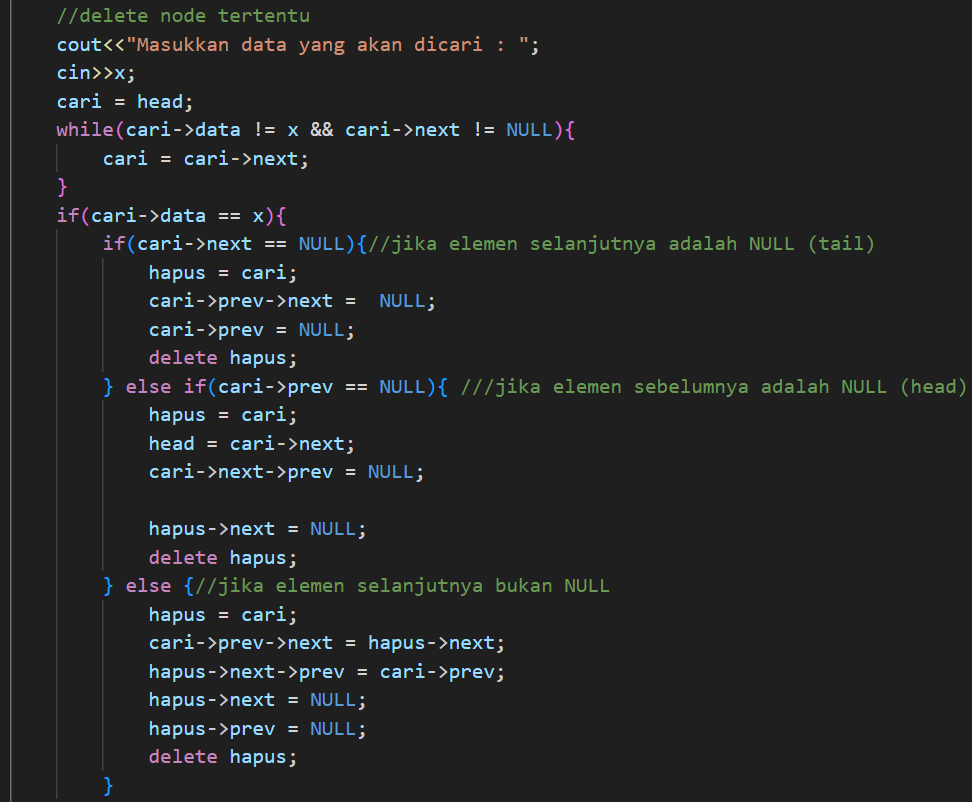 //delete node tertentu
cout<<"Masukkan data yang akan dicari : ";
cin>>x;
cari = head;
while(cari->data != x && cari->next != NULL){
    cari = cari->next;
}
if(cari->data == x){
    if(cari->next == NULL){//jika elemen selanjutnya adalah NULL (tail)
        hapus = cari;
        cari->prev->next =  NULL;
        cari->prev = NULL;
        delete hapus;
    } else if(cari->prev == NULL){ ///jika elemen sebelumnya adalah NULL (head)
        hapus = cari;
        head = cari->next;
        cari->next->prev = NULL;

        hapus->next = NULL;
        delete hapus;
    } else {//jika elemen selanjutnya bukan NULL
        hapus = cari;
        cari->prev->next = hapus->next;
        hapus->next->prev = cari->prev;
        hapus->next = NULL;
        hapus->prev = NULL;
        delete hapus;
    }